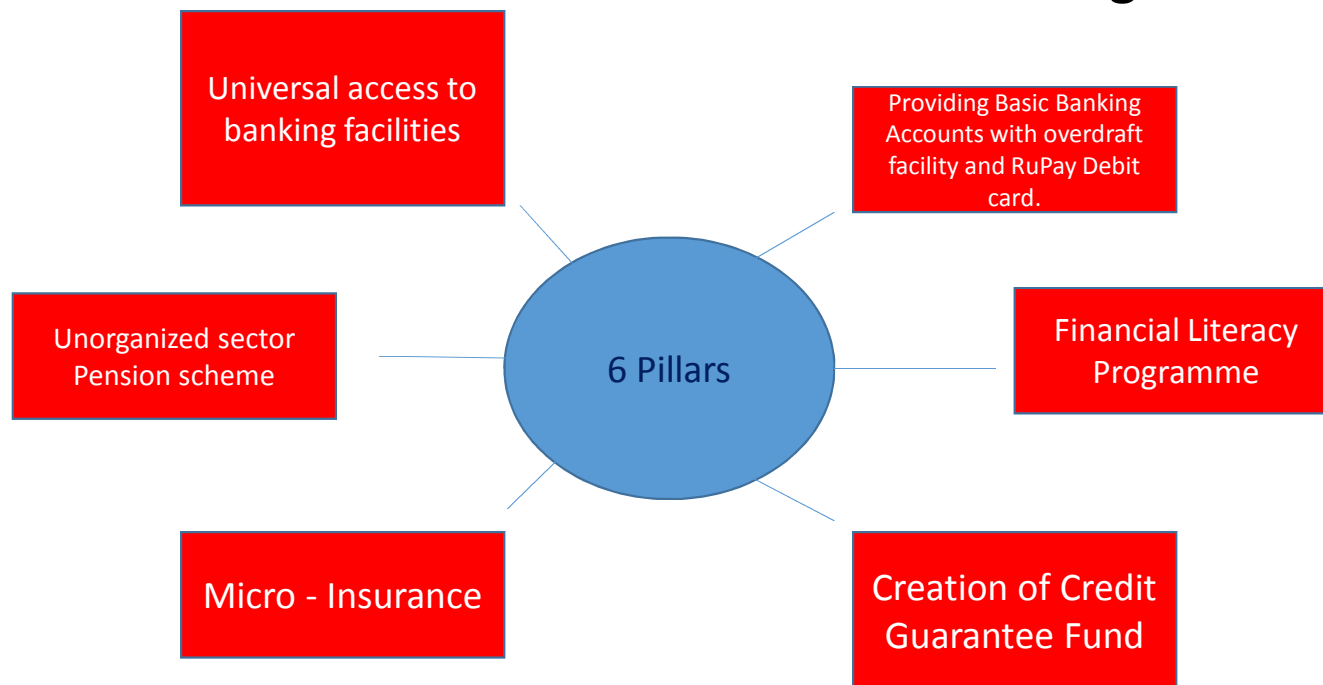 Universal access to
banking facilities
Providing Basic Banking
Accounts with overdraft
facility and RuPay Debit
card.
Unorganized sector
Pension scheme
6 Pillars
Financial Literacy
Programme
Micro - Insurance
Creation of Credit
Guarantee Fund